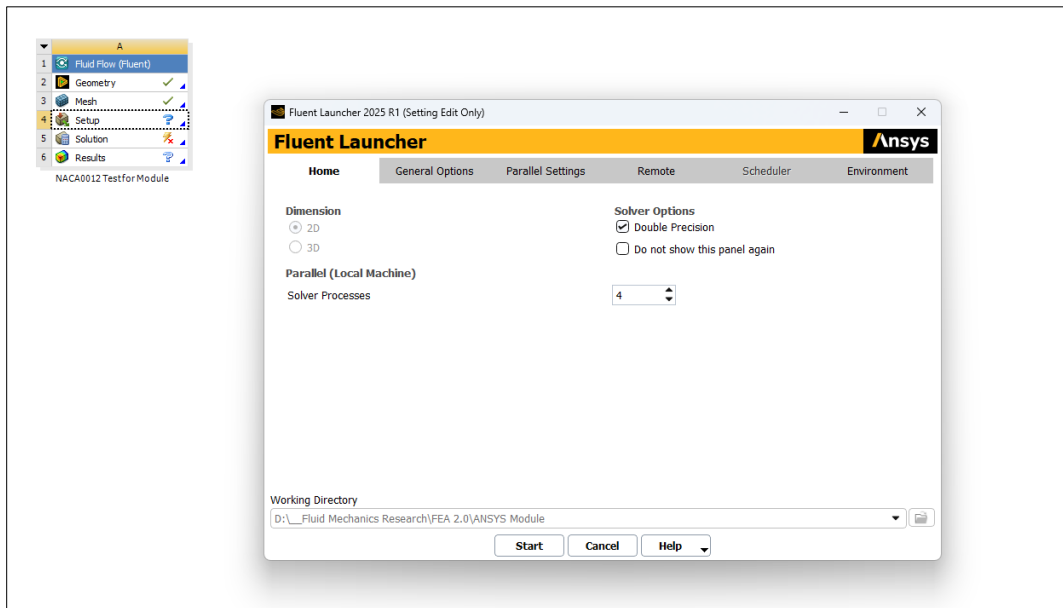 A
1 Fluid Flow (Fluent)
2 Geometry
3 Mesh
4 Setup ?
5 Solution
6 Results ?
NACA0012 Test for Module
Fluent Launcher 2025 R1 (Setting Edit Only)
Fluent Launcher Ansys
Home General Options Parallel Settings Remote Scheduler Environment
Dimension Solver Options
2D Double Precision
3D Do not show this panel again
Parallel (Local Machine)
Solver Processes 4
Working Directory
D:\__Fluid Mechanics Research\FEA 2.0\ANSYS Module
Start Cancel Help